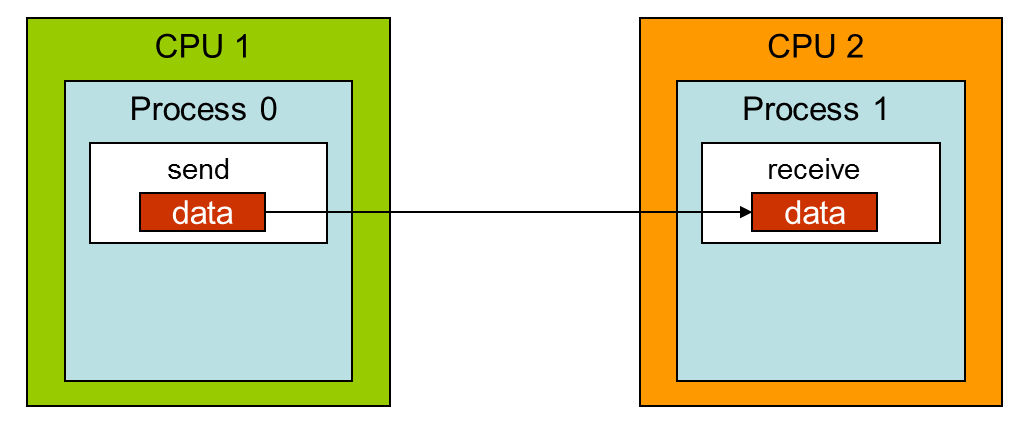 CPU 1
Process 0
send
data
CPU 2
Process 1
receive
data